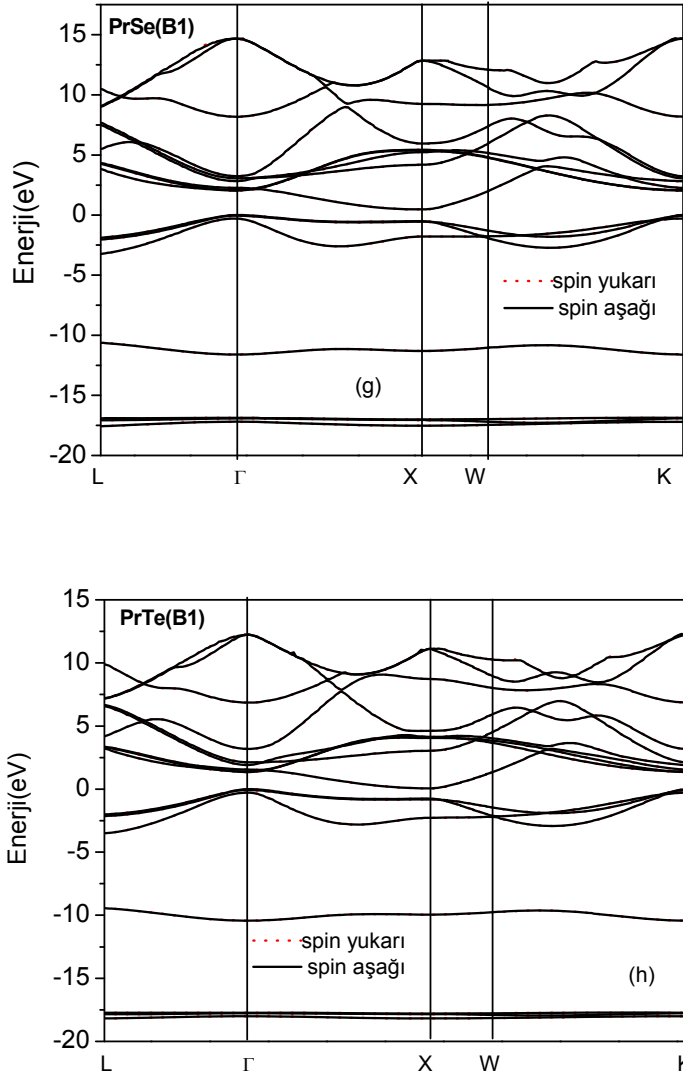 PrSe(B1)
15
10
5
0
-5
-10
-15
-20
Enerji(eV)
spin yukarı
spin aşağı
(g)
L Γ X W K
PrTe(B1)
15
10
5
0
-5
-10
-15
-20
Enerji(eV)
spin yukarı
spin aşağı
(h)
L Γ X W K